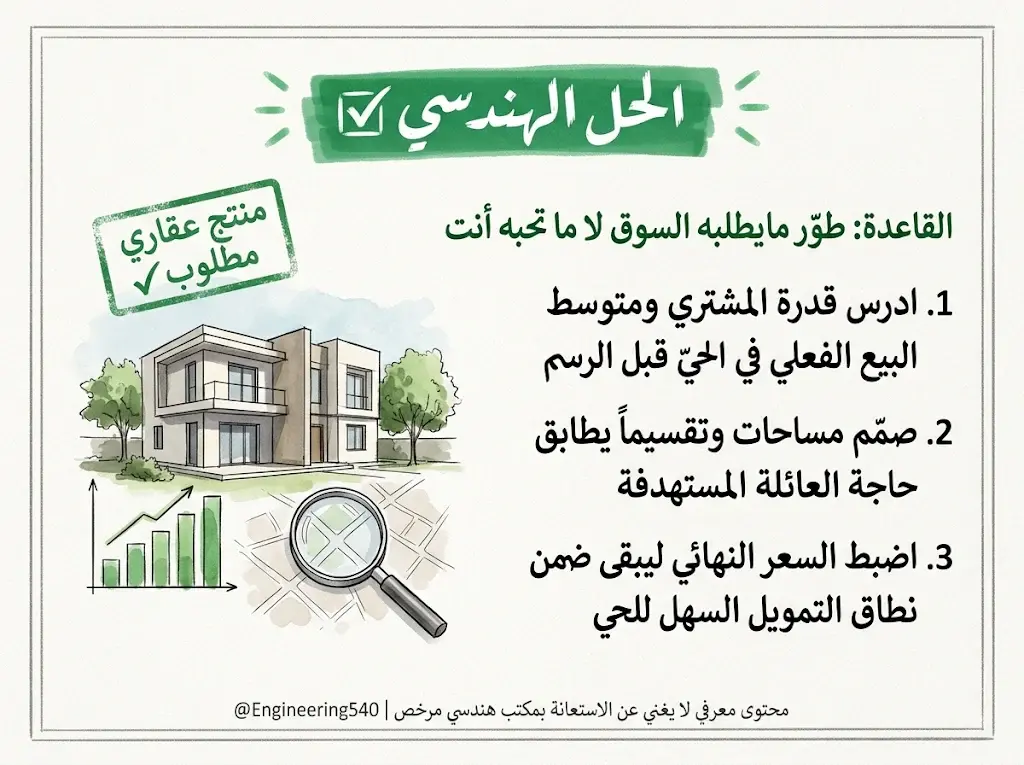 الحل الهندسي
منتج عقاري
مطلوب ✓
القاعدة: طوّر مايطلبه السوق لا ما تحبه أنت
1. ادرس قدرة المشتري ومتوسط
البيع الفعلي في الحيّ قبل الرسم
2. صمّم مساحات وتقسيماً يطابق
حاجة العائلة المستهدفة
3. اضبط السعر النهائي ليبقى ضمن
نطاق التمويل السهل للحي
محتوى معرفي لا يغني عن الاستعانة بمكتب هندسي مرخص | @Engineering540